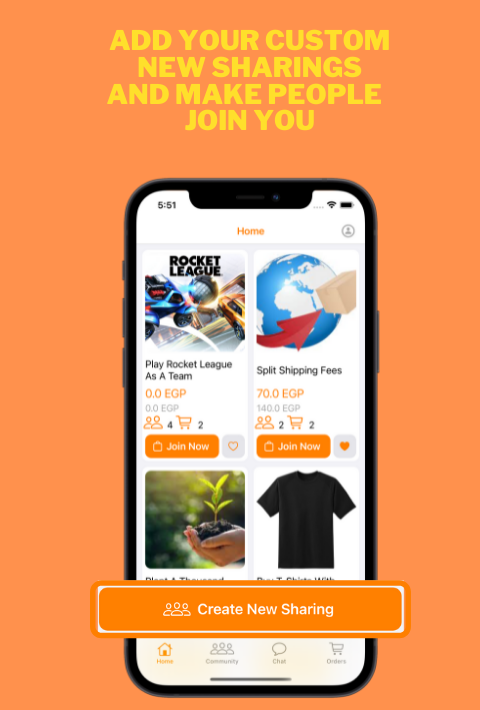 ADD YOUR CUSTOM
NEW SHARINGS
AND MAKE PEOPLE
JOIN YOU
5:51
Home
ROCKET
LEAGUE
Play Rocket League
As A Team
0.0 EGP
0.0 EGP
4 2
Join Now
Split Shipping Fees
70.0 EGP
140.0 EGP
2 2
Join Now
Plant A Thousand
Buy T-Shirts With
Create New Sharing
Home
Community
Chat
Orders